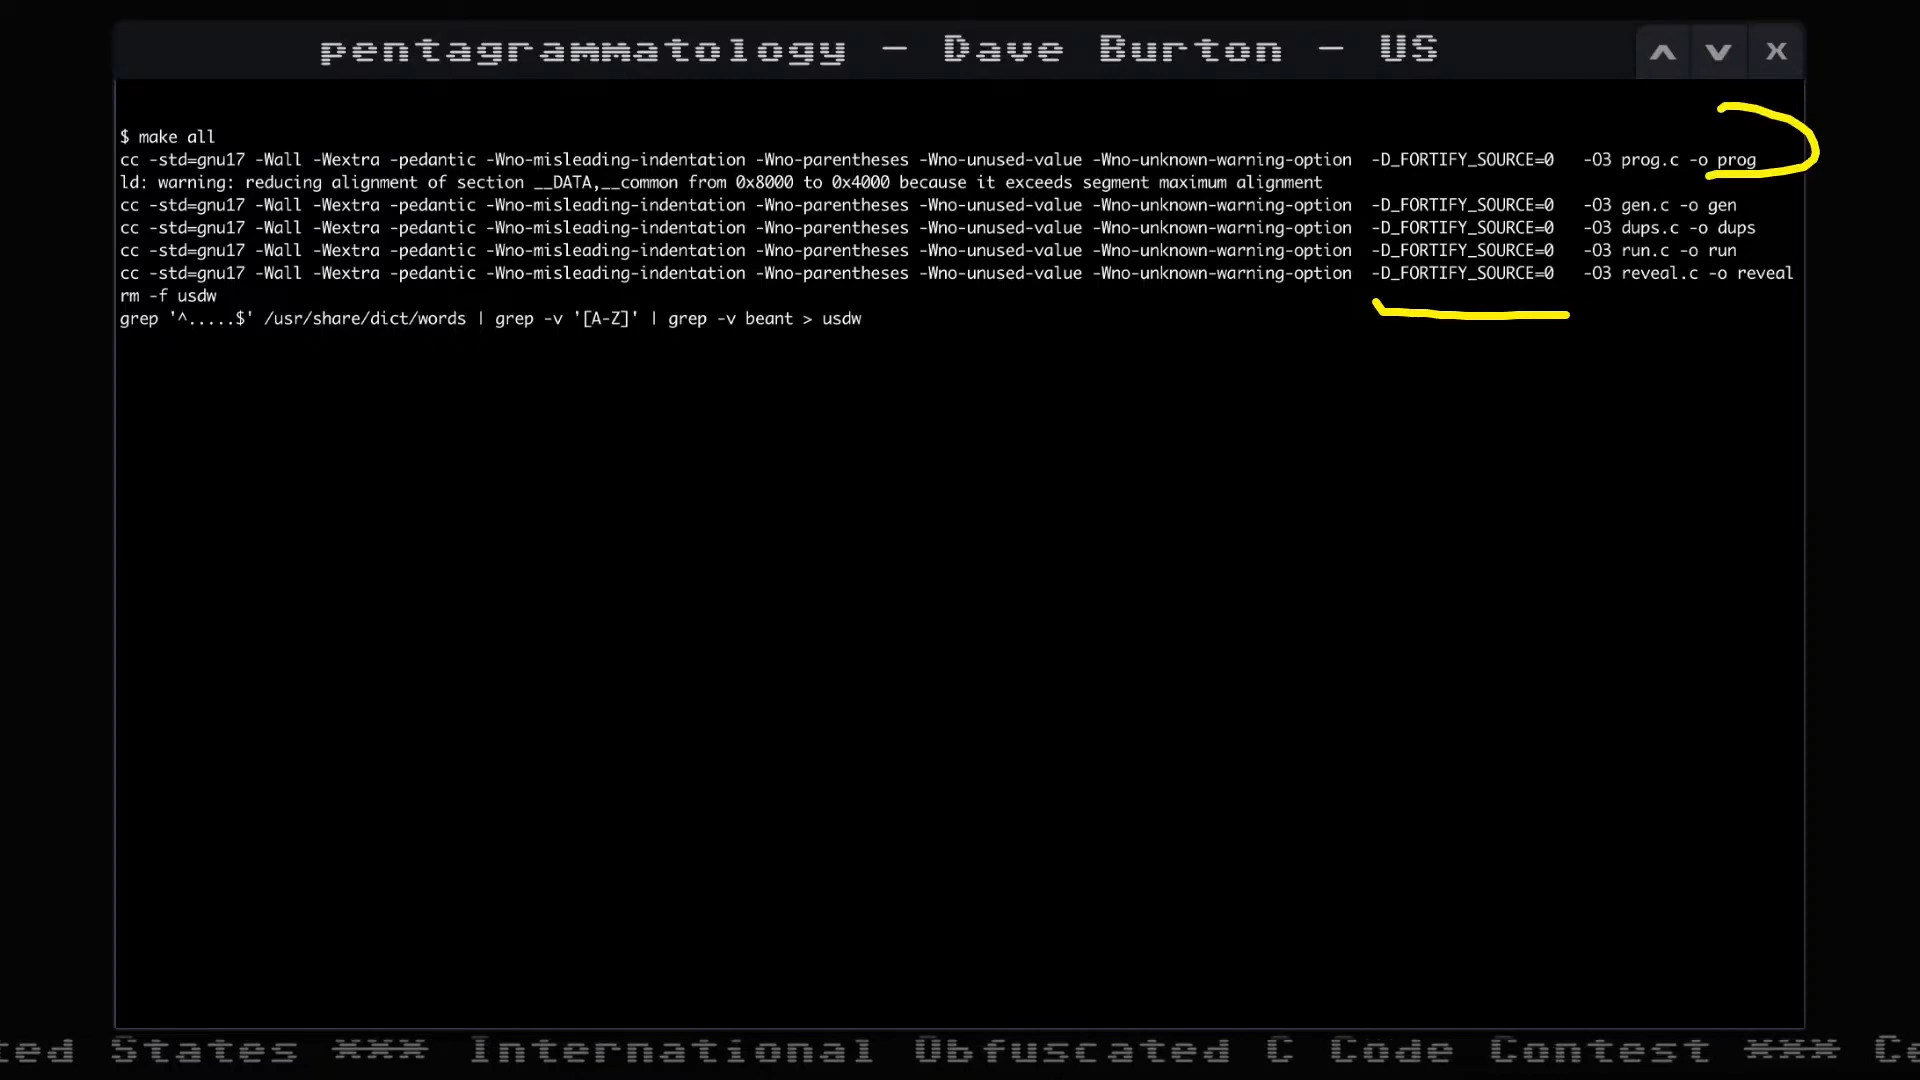 pentagrammatology - Dave Burton - US
^ v x
$ make all
cc -std=gnu17 -Wall -Wextra -pedantic -Wno-misleading-indentation -Wno-parentheses -Wno-unused-value -Wno-unknown-warning-option  -D_FORTIFY_SOURCE=0   -O3 prog.c -o prog
ld: warning: reducing alignment of section __DATA,__common from 0x8000 to 0x4000 because it exceeds segment maximum alignment
cc -std=gnu17 -Wall -Wextra -pedantic -Wno-misleading-indentation -Wno-parentheses -Wno-unused-value -Wno-unknown-warning-option  -D_FORTIFY_SOURCE=0   -O3 gen.c -o gen
cc -std=gnu17 -Wall -Wextra -pedantic -Wno-misleading-indentation -Wno-parentheses -Wno-unused-value -Wno-unknown-warning-option  -D_FORTIFY_SOURCE=0   -O3 dups.c -o dups
cc -std=gnu17 -Wall -Wextra -pedantic -Wno-misleading-indentation -Wno-parentheses -Wno-unused-value -Wno-unknown-warning-option  -D_FORTIFY_SOURCE=0   -O3 run.c -o run
cc -std=gnu17 -Wall -Wextra -pedantic -Wno-misleading-indentation -Wno-parentheses -Wno-unused-value -Wno-unknown-warning-option  -D_FORTIFY_SOURCE=0   -O3 reveal.c -o reveal
rm -f usdw
grep '^.....$' /usr/share/dict/words | grep -v '[A-Z]' | grep -v beant > usdw
ted States *** International Obfuscated C Code Contest *** Ce